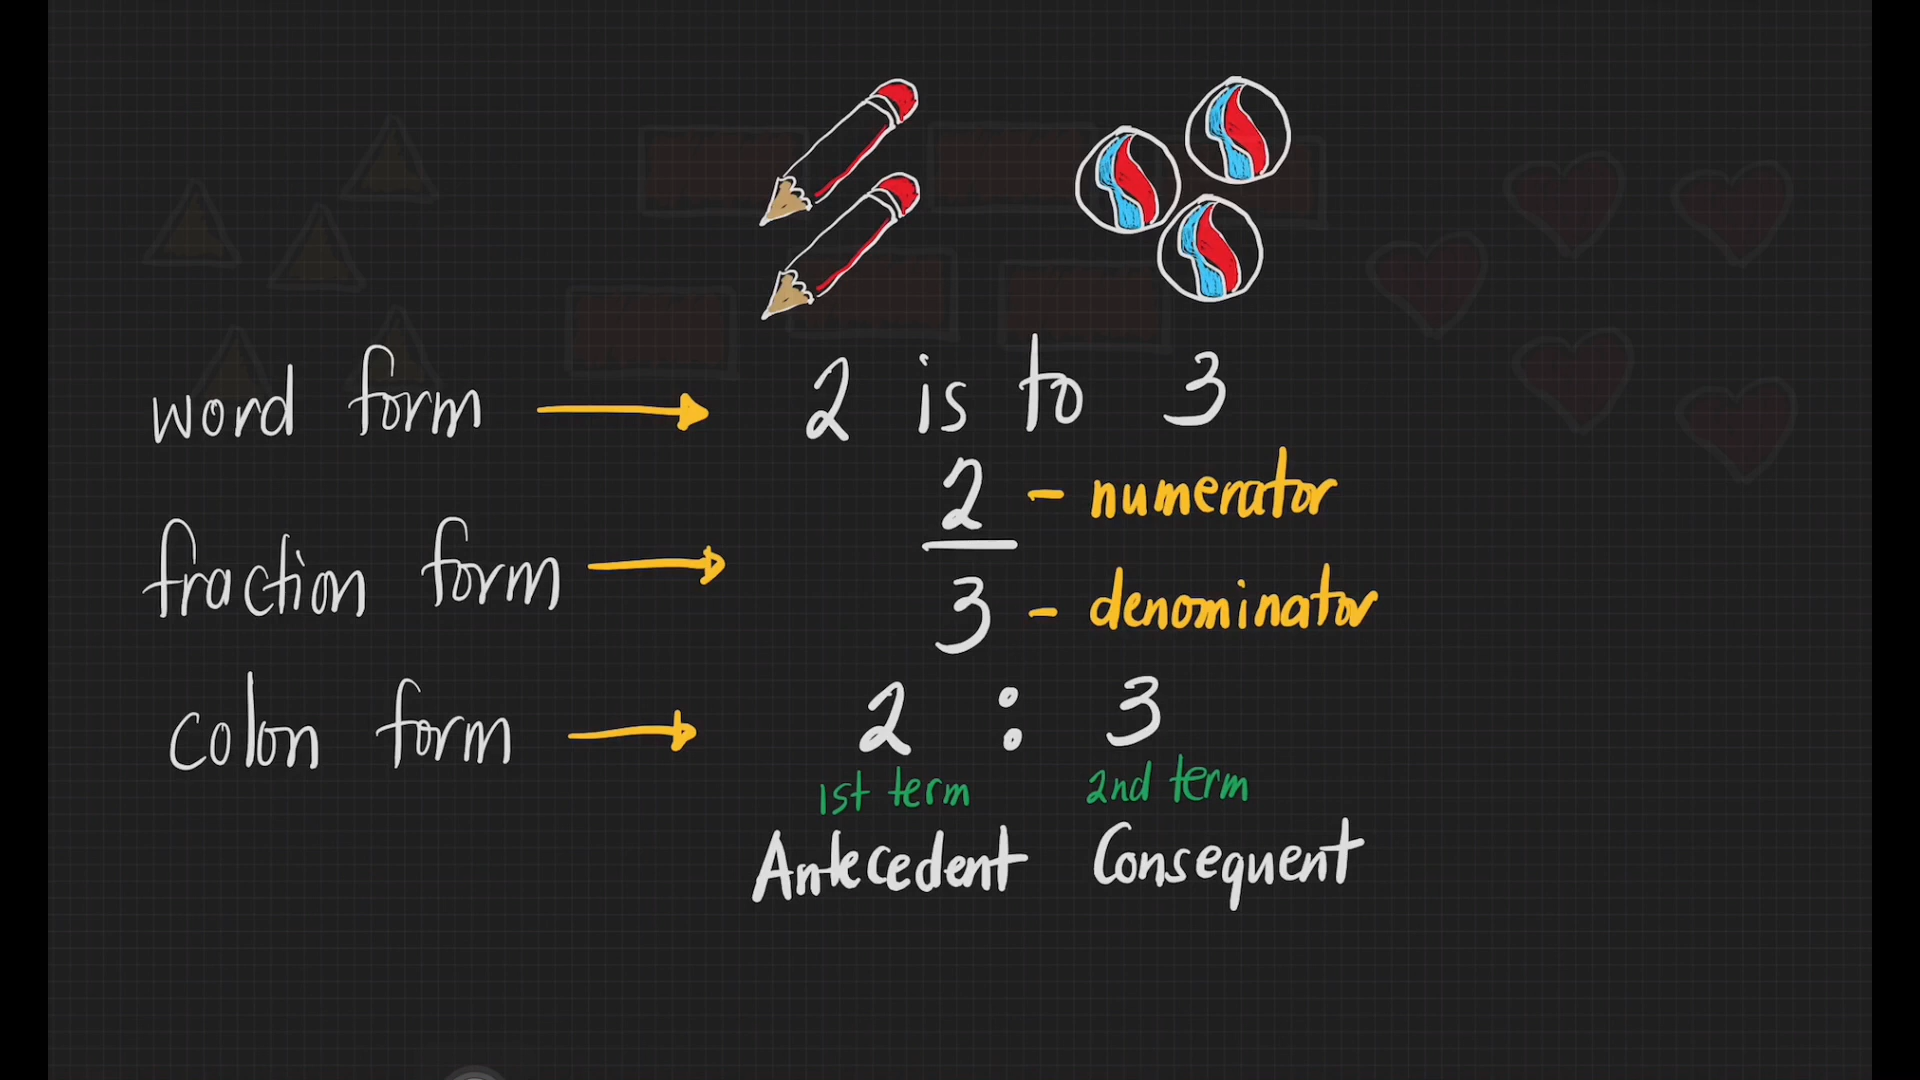 word form → 2 is to 3
2 - numerator
fraction form →
3 - denominator
colon form → 2 : 3
1st term 2nd term
Antecedent Consequent